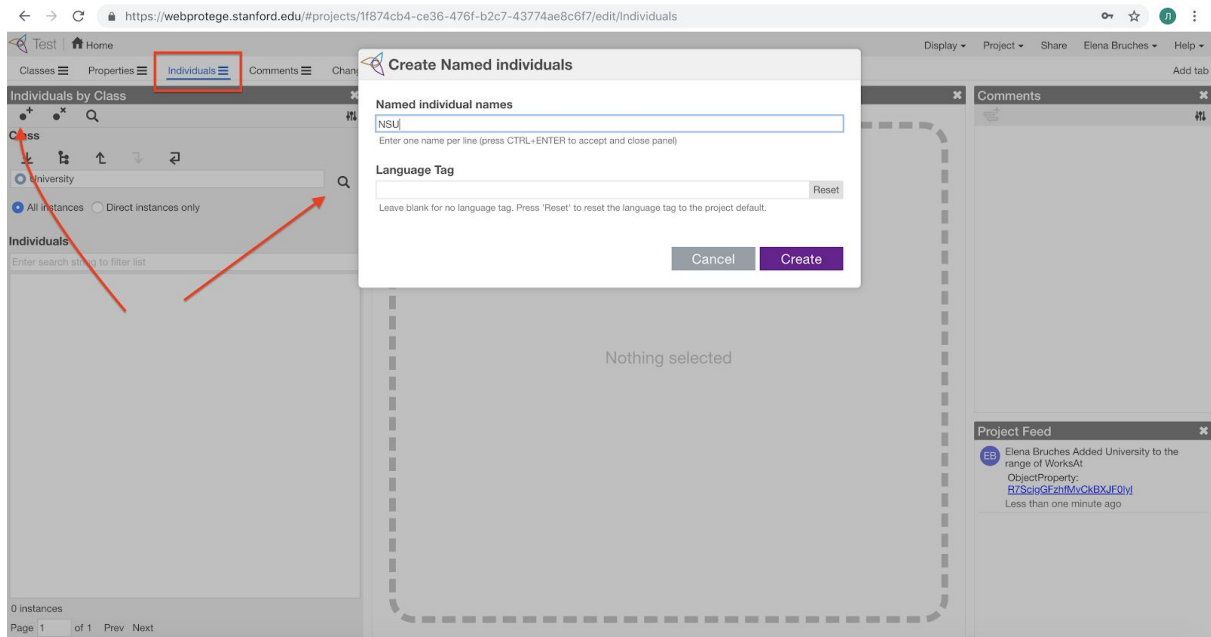 https://webprotege.stanford.edu/#projects/1f874cb4-ce36-476f-b2c7-43774ae8c6f7/edit/Individuals
Л
Test | Home
Display Project Share Elena Bruches Help
Classes Properties Individuals Comments
Add tab
Create Named individuals
Individuals by Class
Comments
Named individual names
NSU
Enter one name per line (press CTRL+ENTER to accept and close panel)
Class
University
All instances Direct instances only
Language Tag
Reset
Leave blank for no language tag. Press 'Reset' to reset the language tag to the project default.
Individuals
Enter search string to filter list
Cancel Create
Nothing selected
Project Feed
EB
Elena Bruches Added University to the
range of WorksAt
ObjectProperty:
Less than one minute ago
0 instances
Page 1 of 1 Prev Next